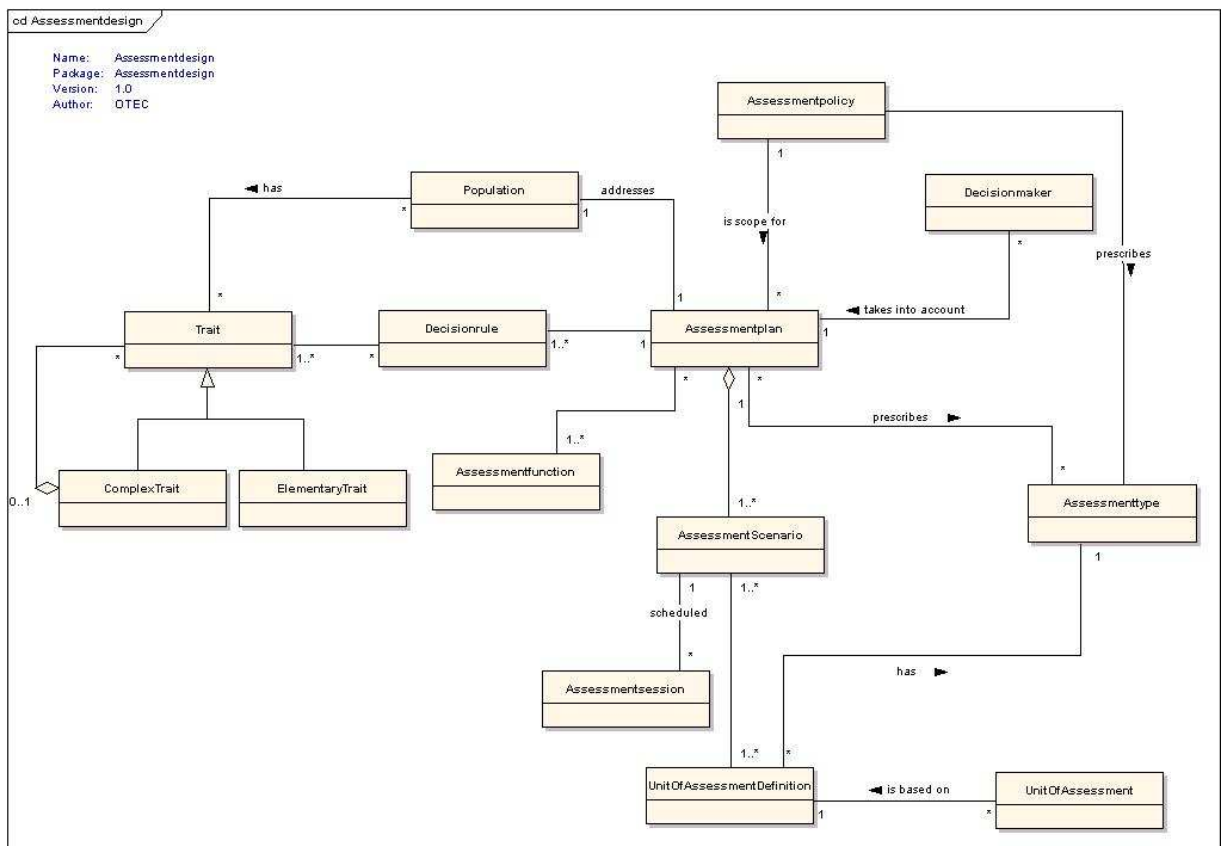 cd Assessmentdesign
Name: Assessmentdesign
Package: Assessmentdesign
Version: 1.0
Author: OTEC
Assessmentpolicy
1
Population
◄ has
addresses
*
1
Decisionmaker
*
is scope for
▼
prescribes
▼
*
1
*
Trait
Decisionrule
Assessmentplan
◄ takes into account
*
1..*
*
1..*
1
1
*
1
*
prescribes ►
1..*
*
Assessmentfunction
ComplexTrait
ElementaryTrait
0..1
Assessmenttype
1..*
AssessmentScenario
1
1
1..*
scheduled
*
has ►
Assessmentsession
1..*
*
UnitOfAssessmentDefinition
◄ is based on
UnitOfAssessment
1
*